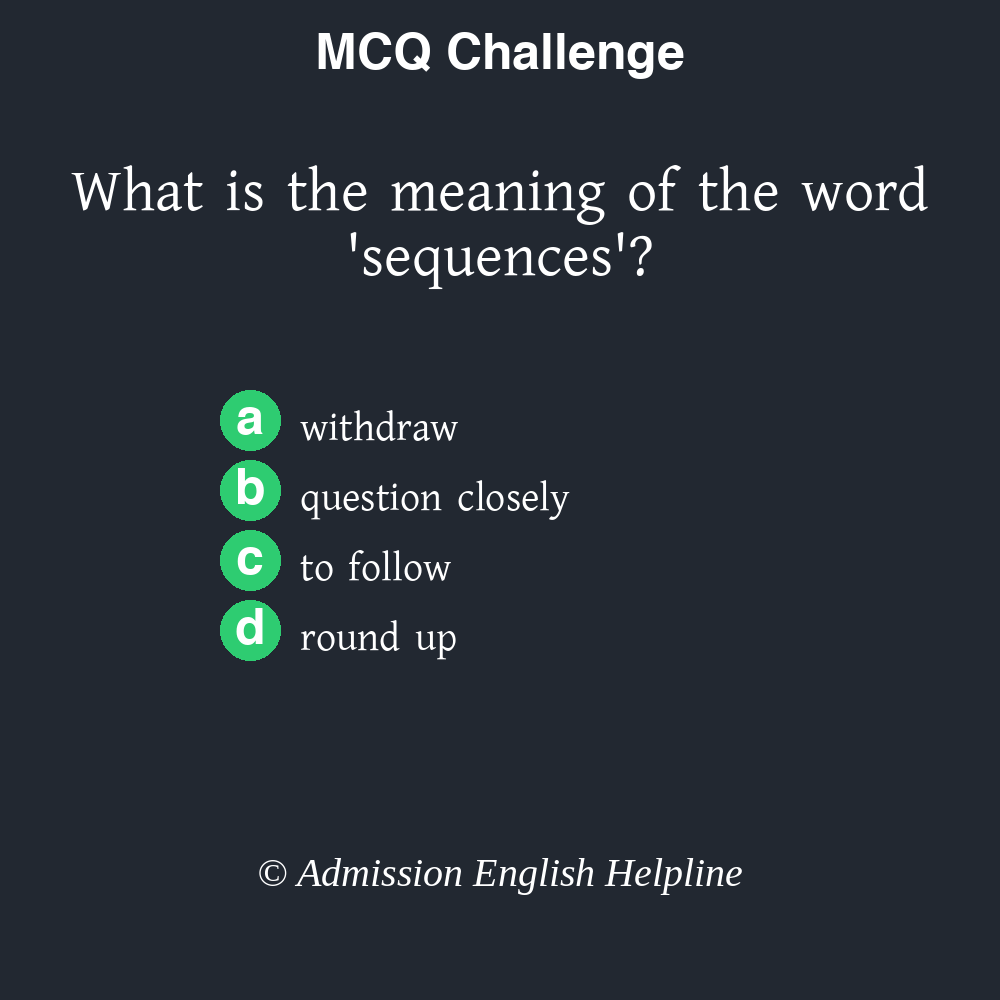 MCQ Challenge
What is the meaning of the word
'sequences'?
a withdraw
b question closely
c to follow
d round up
© Admission English Helpline